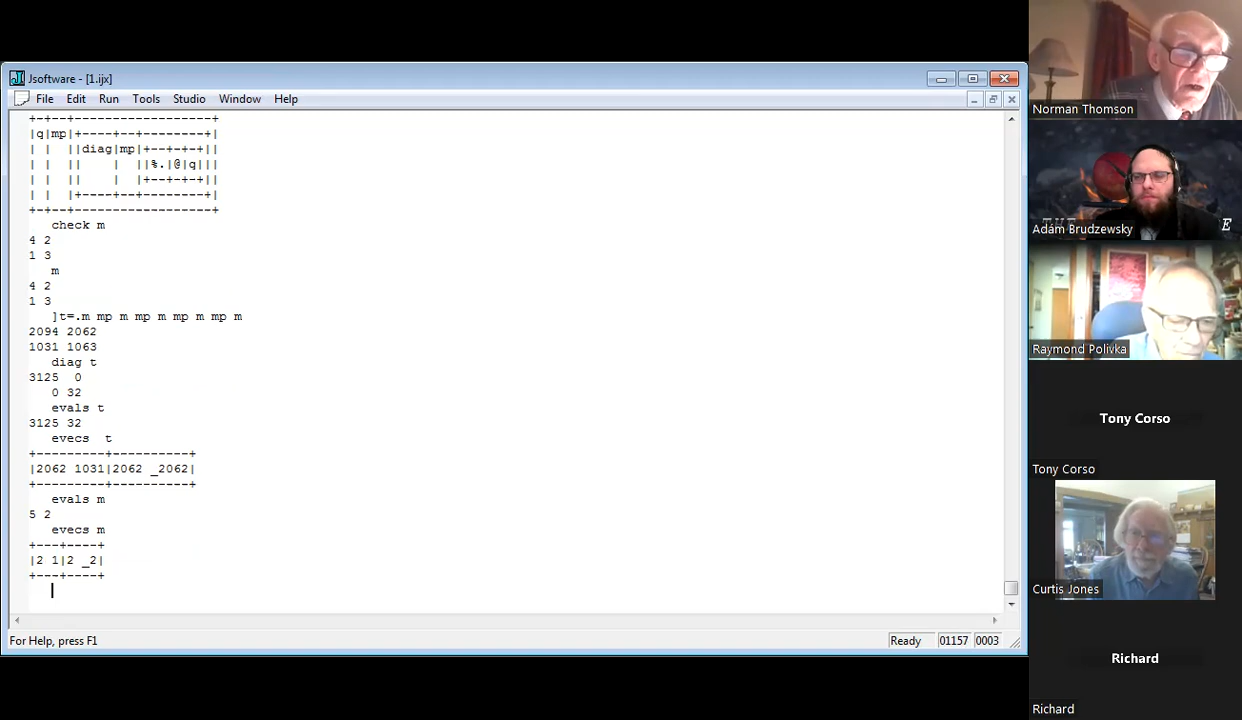 Jsoftware - [1.ijx]
File Edit Run Tools Studio Window Help
+-+--+------------------+
|q|mp|+----+--+--------+|
| | ||diag|mp|+--+-+-+||
| | || | ||%.|@|q|||
| | || | |+--+-+-+||
| | |+----+--+--------+|
+-+--+------------------+
check m
4 2
1 3
m
4 2
1 3
]t=.m mp m mp m mp m mp m
2094 2062
1031 1063
diag t
3125 0
0 32
evals t
3125 32
evecs t
+---------+----------+
|2062 1031|2062 _2062|
+---------+----------+
evals m
5 2
evecs m
+---+----+
|2 1|2 _2|
+---+----+
For Help, press F1
Ready 01157 0003
Norman Thomson
E
Adám Brudzewsky
Raymond Polivka
Tony Corso
Tony Corso
Curtis Jones
Richard
Richard